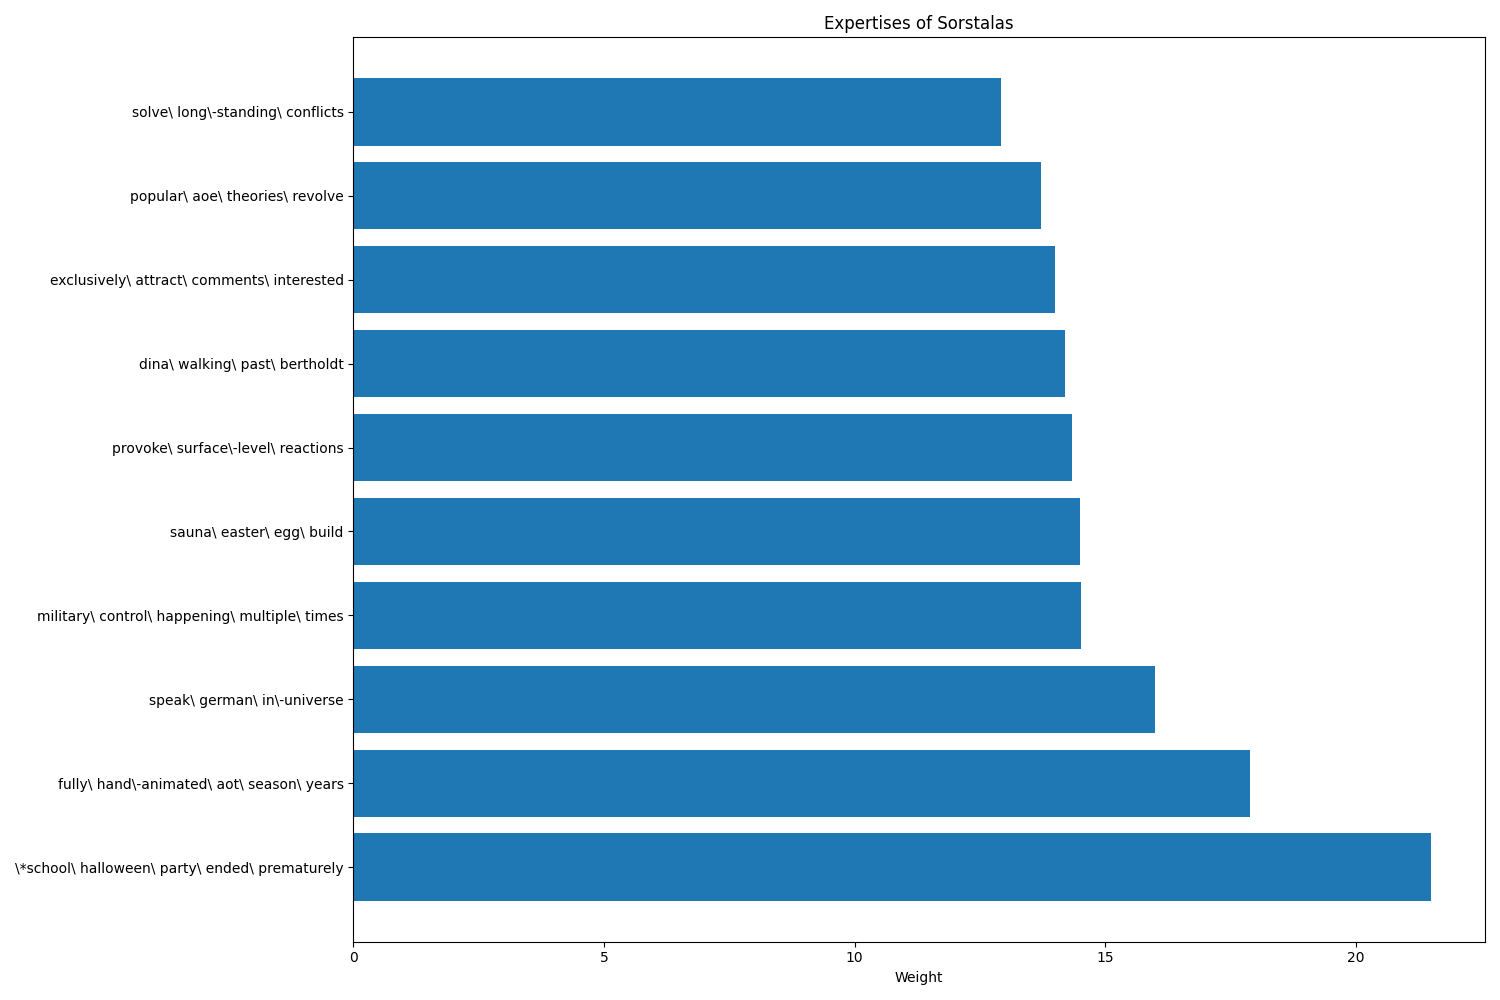 Expertises of Sorstalas
solve\ long\-standing\ conflicts
popular\ aoe\ theories\ revolve
exclusively\ attract\ comments\ interested
dina\ walking\ past\ bertholdt
provoke\ surface\-level\ reactions
sauna\ easter\ egg\ build
military\ control\ happening\ multiple\ times
speak\ german\ in\-universe
fully\ hand\-animated\ aot\ season\ years
\*school\ halloween\ party\ ended\ prematurely
0 5 10 15 20
Weight